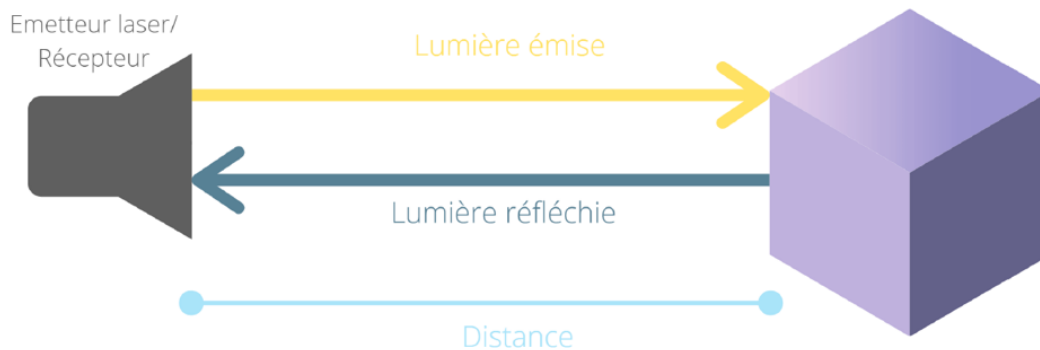 Emetteur laser/
Récepteur
Lumière émise
Lumière réfléchie
Distance